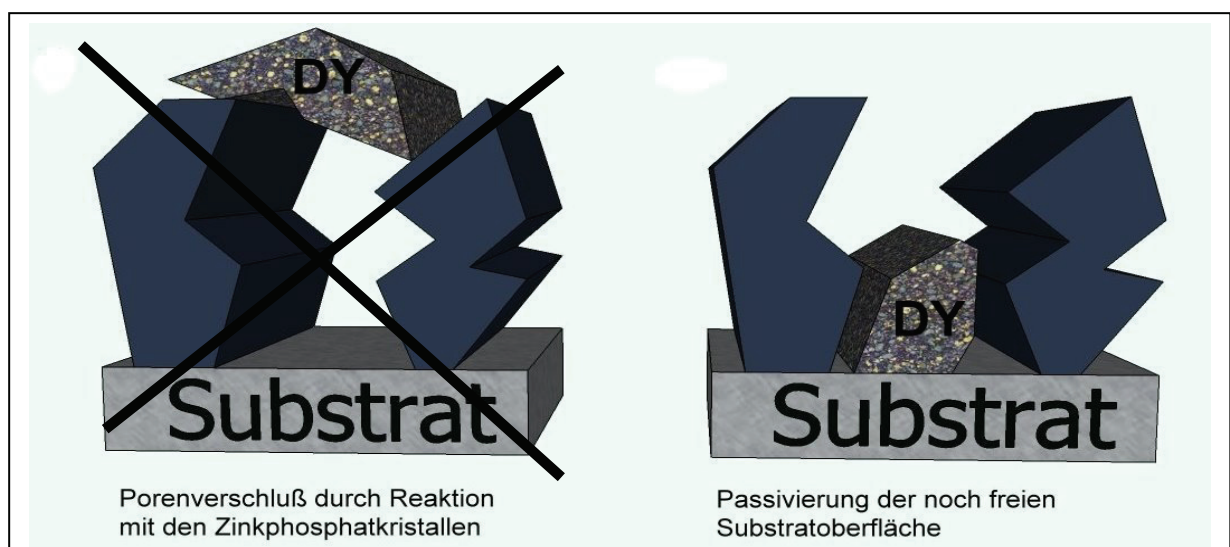 DY
Substrat
Porenverschluß durch Reaktion
mit den Zinkphosphatkristallen
DY
Substrat
Passivierung der noch freien
Substratoberfläche